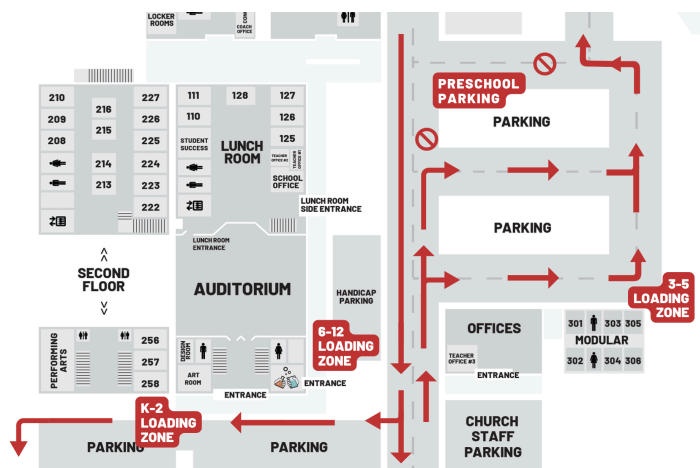 LOCKER
ROOMS
COACH
OFFICE
PRESCHOOL
PARKING
PARKING
PARKING
210
209
208
216
215
214
213
227
226
225
224
223
222
111
110
STUDENT
SUCCESS
128
LUNCH
ROOM
127
126
125
TEACHER
OFFICE #2
TEACHER
OFFICE #1
SCHOOL
OFFICE
LUNCH ROOM
SIDE ENTRANCE
LUNCH ROOM
ENTRANCE
SECOND
FLOOR
AUDITORIUM
HANDICAP
PARKING
3-5
LOADING
ZONE
6-12
LOADING
ZONE
OFFICES
TEACHER
OFFICE #3
ENTRANCE
301
303
305
MODULAR
302
304
306
PERFORMING
ARTS
256
257
258
DESIGN
ROOM
ART
ROOM
ENTRANCE
ENTRANCE
K-2
LOADING
ZONE
PARKING
PARKING
CHURCH
STAFF
PARKING